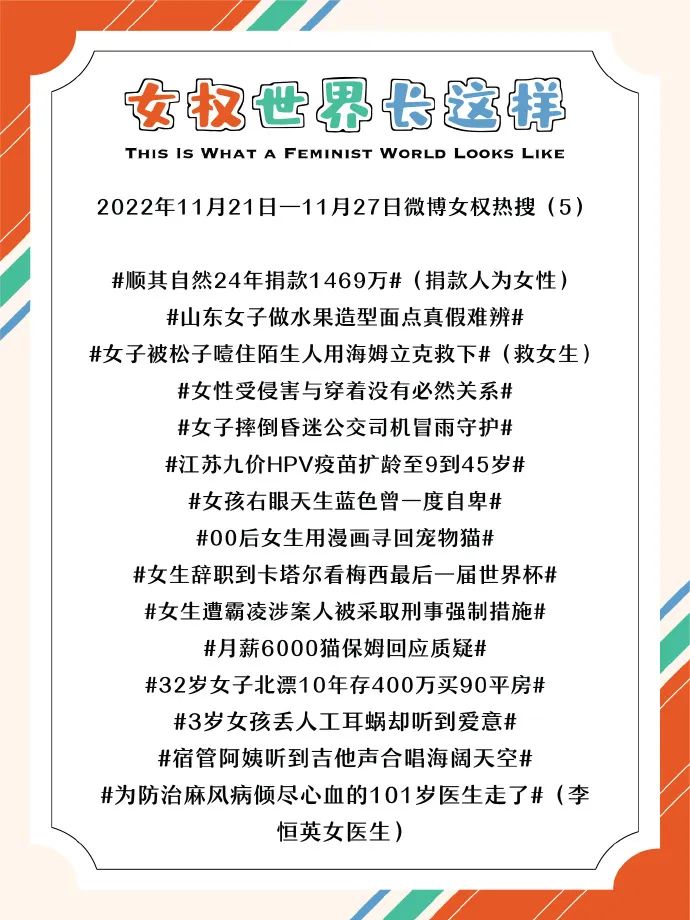 女权世界长这样
THIS IS WHAT A FEMINIST WORLD LOOKS LIKE
2022年11月21日—11月27日微博女权热搜（5）
#顺其自然24年捐款1469万#（捐款人为女性）
#山东女子做水果造型面点真假难辨#
#女子被松子噎住陌生人用海姆立克救下#（救女生）
#女性受侵害与穿着没有必然关系#
#女子摔倒昏迷公交司机冒雨守护#
#江苏九价HPV疫苗扩龄至9到45岁#
#女孩右眼天生蓝色曾一度自卑#
#00后女生用漫画寻回宠物猫#
#女生辞职到卡塔尔看梅西最后一届世界杯#
#女生遭霸凌涉案人被采取刑事强制措施#
#月薪6000猫保姆回应质疑#
#32岁女子北漂10年存400万买90平房#
#3岁女孩丢人工耳蜗却听到爱意#
#宿管阿姨听到吉他声合唱海阔天空#
#为防治麻风病倾尽心血的101岁医生走了#（李
恒英女医生）